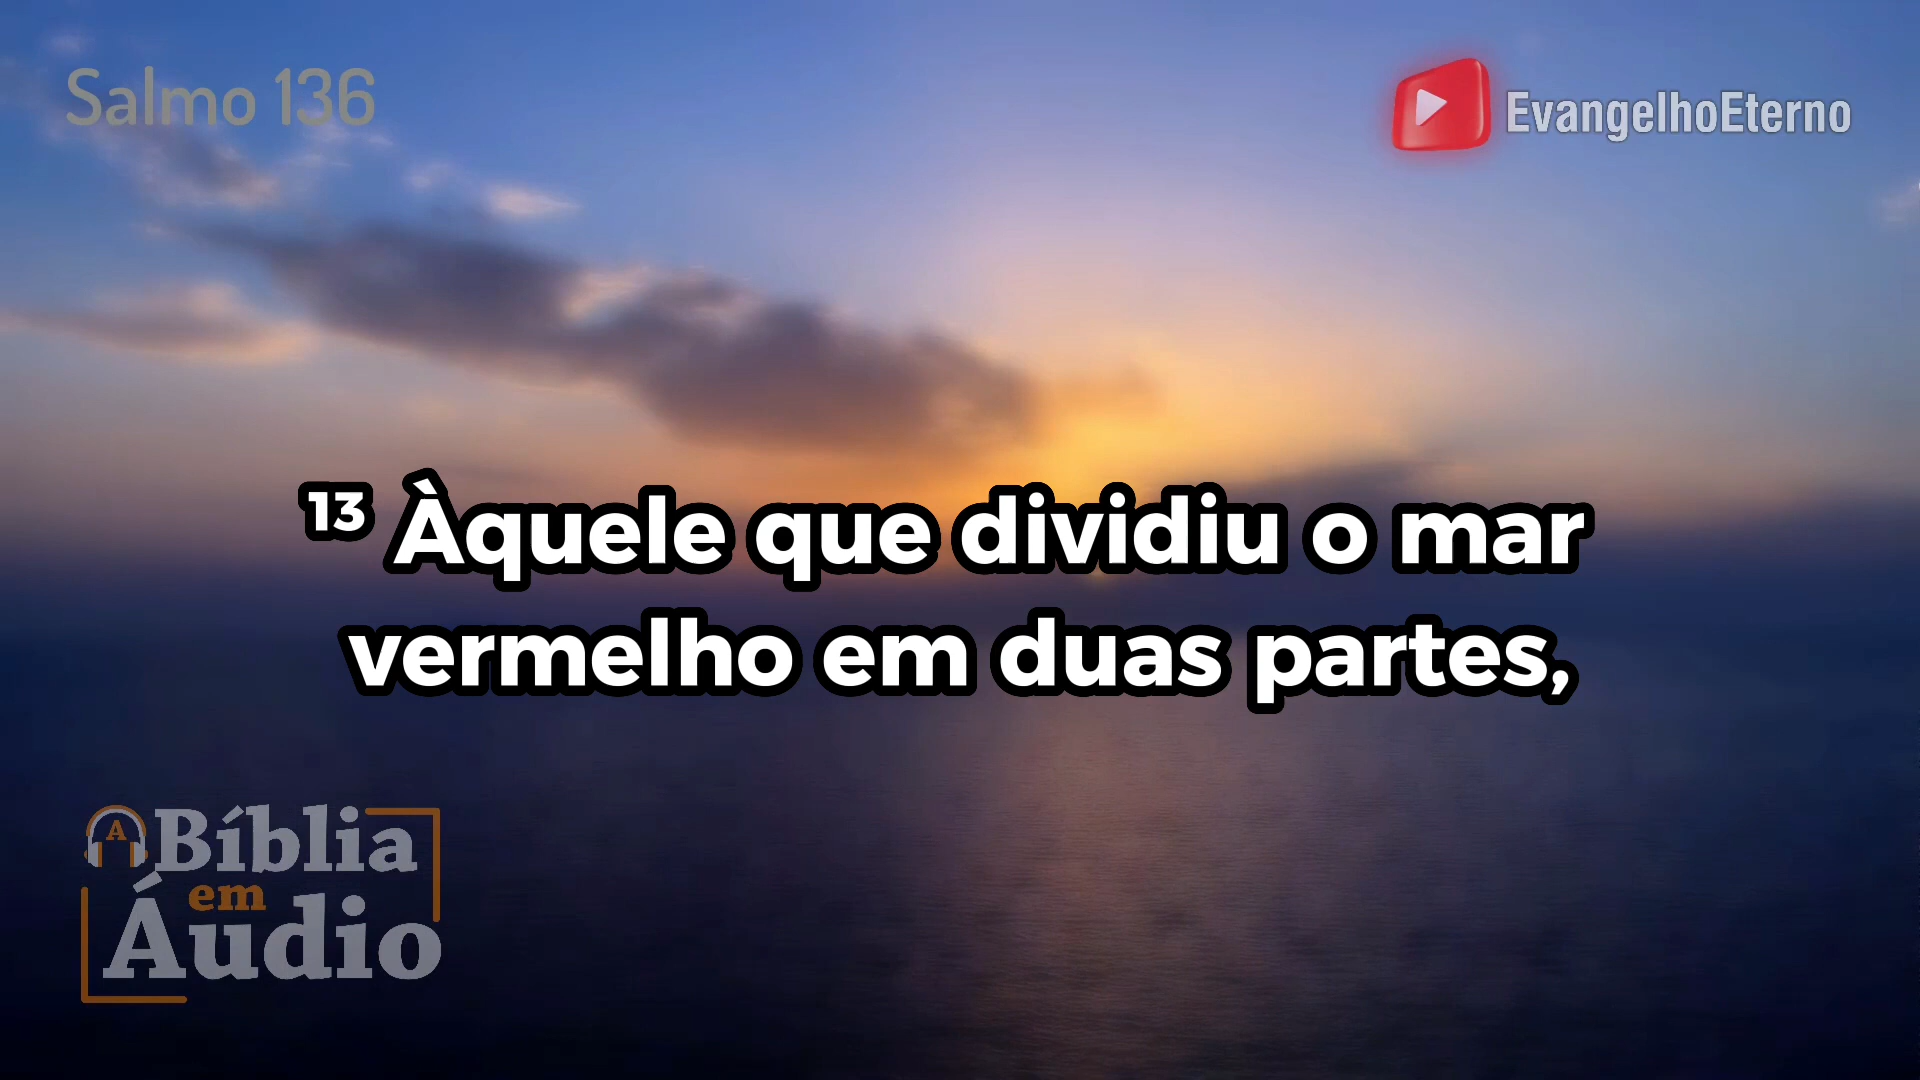 Salmo 136
EvangelhoEterno
¹³ Àquele que dividiu o mar
vermelho em duas partes,
A Bíblia
em
Áudio